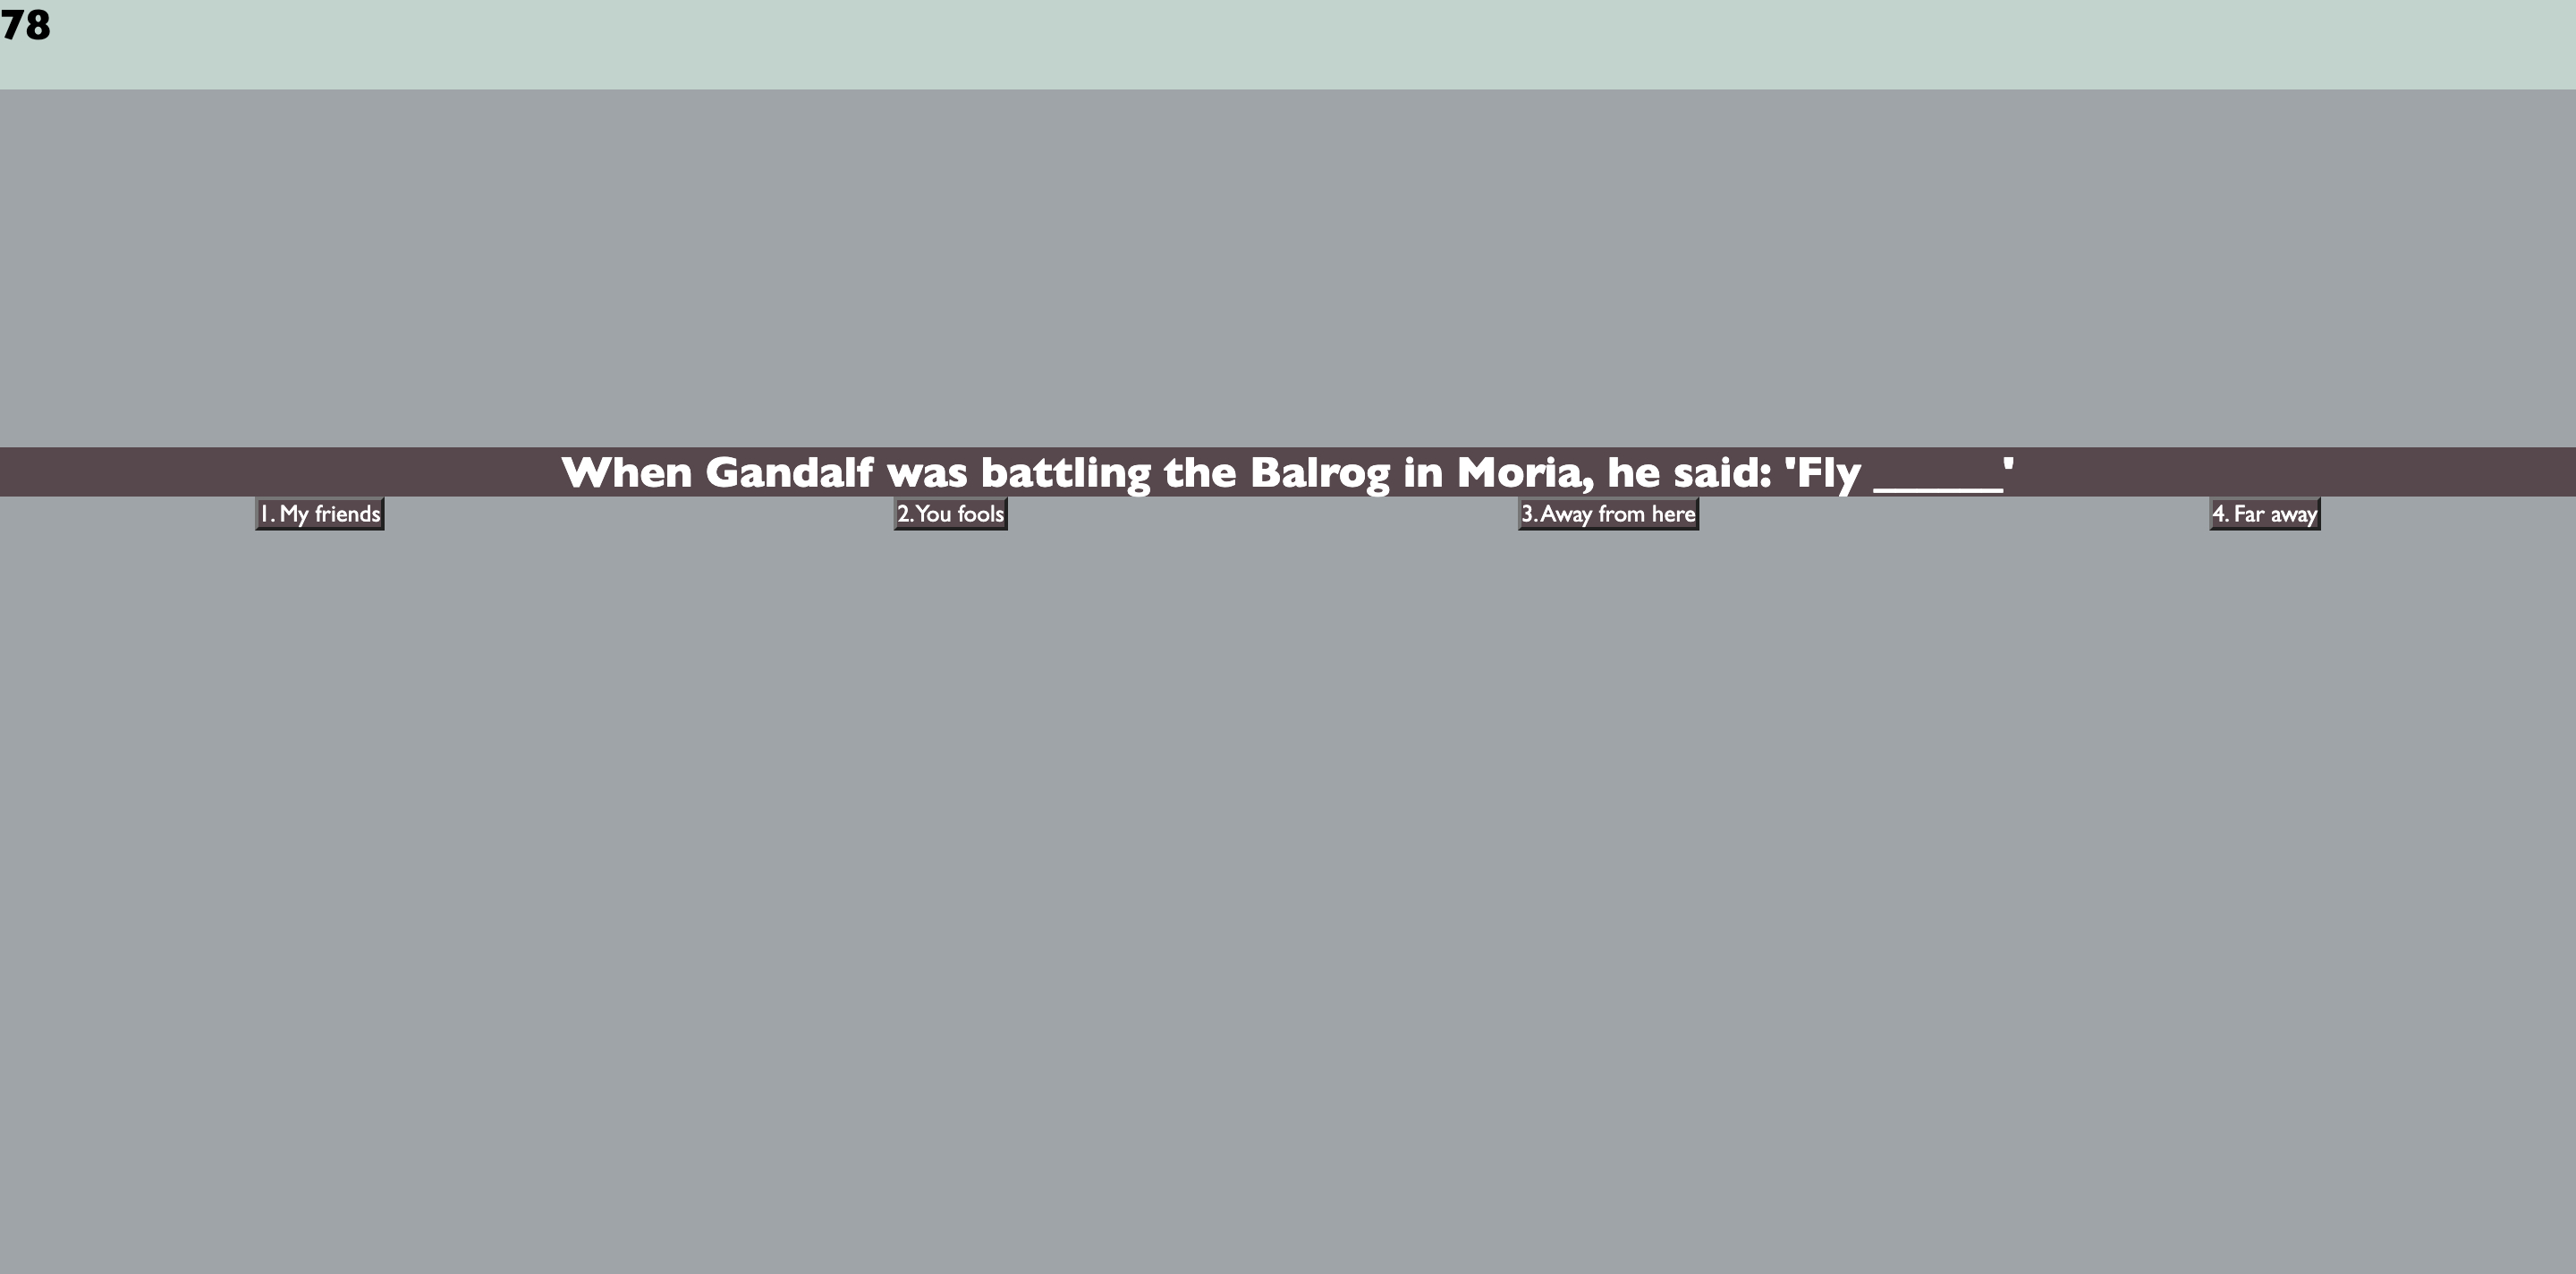 78
When Gandalf was battling the Balrog in Moria, he said: 'Fly ______'
1. My friends
2. You fools
3. Away from here
4. Far away